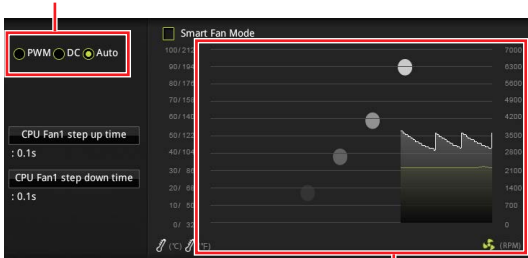 Smart Fan Mode
PWM DC Auto
100/212 7000
90/194 6300
80/176 5600
70/158 4900
60/140 4200
50/122 3500
40/104 2800
30/ 86 2100
20/ 68 1400
10/ 50 700
0/ 32 0
CPU Fan1 step up time
: 0.1s
CPU Fan1 step down time
: 0.1s
(℃) (℉) (RPM)